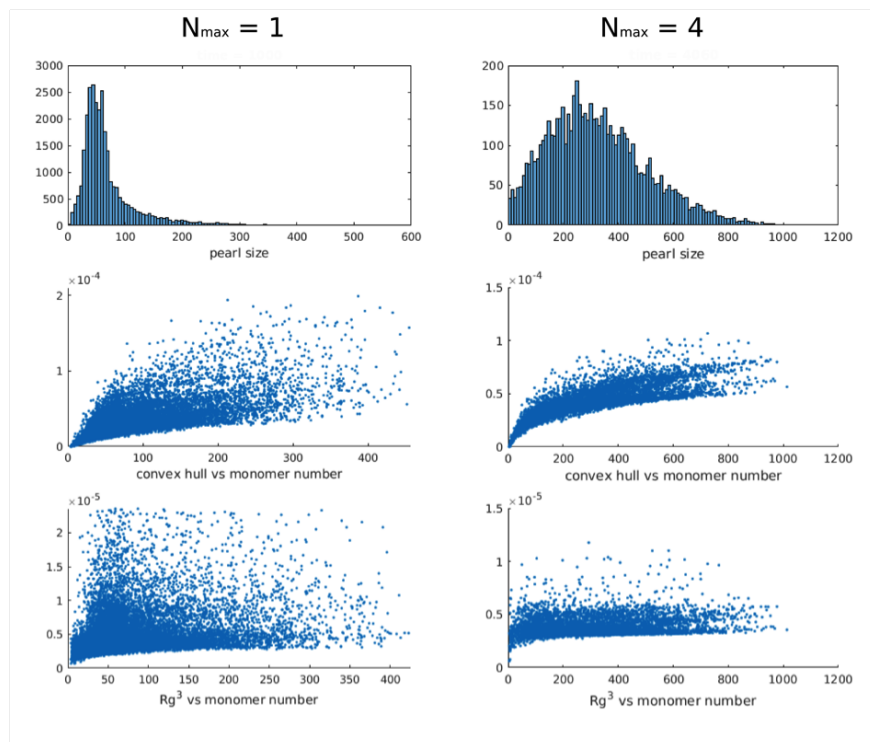 Nmax = 1
3000
2500
2000
1500
1000
500
0
0 100 200 300 400 500 600
pearl size
×10⁻⁴
2
1
0
0 100 200 300 400
convex hull vs monomer number
×10⁻⁵
2
1.5
1
0.5
0
0 50 100 150 200 250 300 350 400
Rg³ vs monomer number
Nmax = 4
200
150
100
50
0
0 200 400 600 800 1000 1200
pearl size
1.5 ×10⁻⁴
1
0.5
0
0 200 400 600 800 1000 1200
convex hull vs monomer number
1.5 ×10⁻⁵
1
0.5
0
0 200 400 600 800 1000 1200
Rg³ vs monomer number